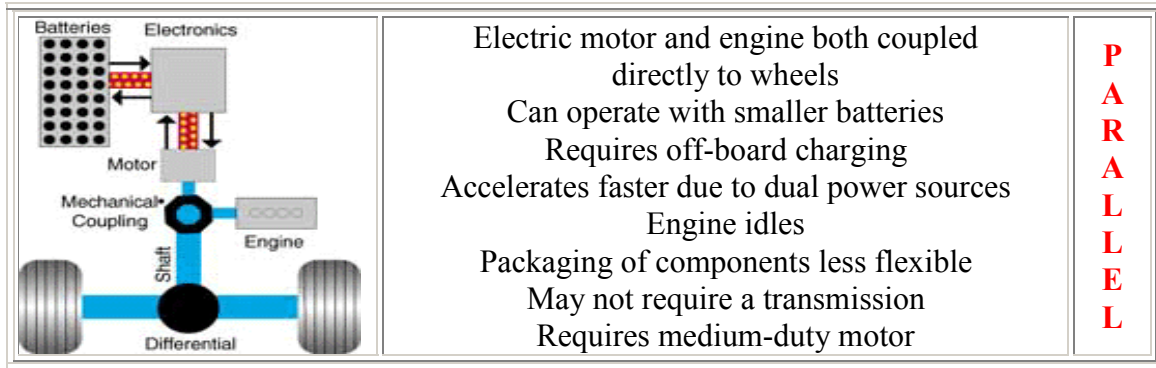 Batteries
Electronics
Motor
Mechanical
Coupling
Engine
Shaft
Differential
Electric motor and engine both coupled
directly to wheels
Can operate with smaller batteries
Requires off-board charging
Accelerates faster due to dual power sources
Engine idles
Packaging of components less flexible
May not require a transmission
Requires medium-duty motor
P
A
R
A
L
L
E
L